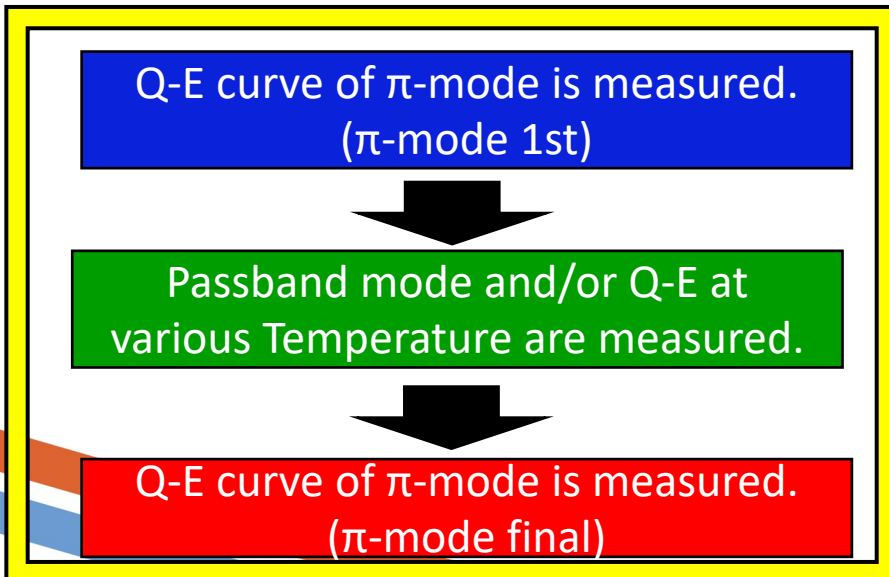 Q-E curve of π-mode is measured.
(π-mode 1st)
Passband mode and/or Q-E at
various Temperature are measured.
Q-E curve of π-mode is measured.
(π-mode final)